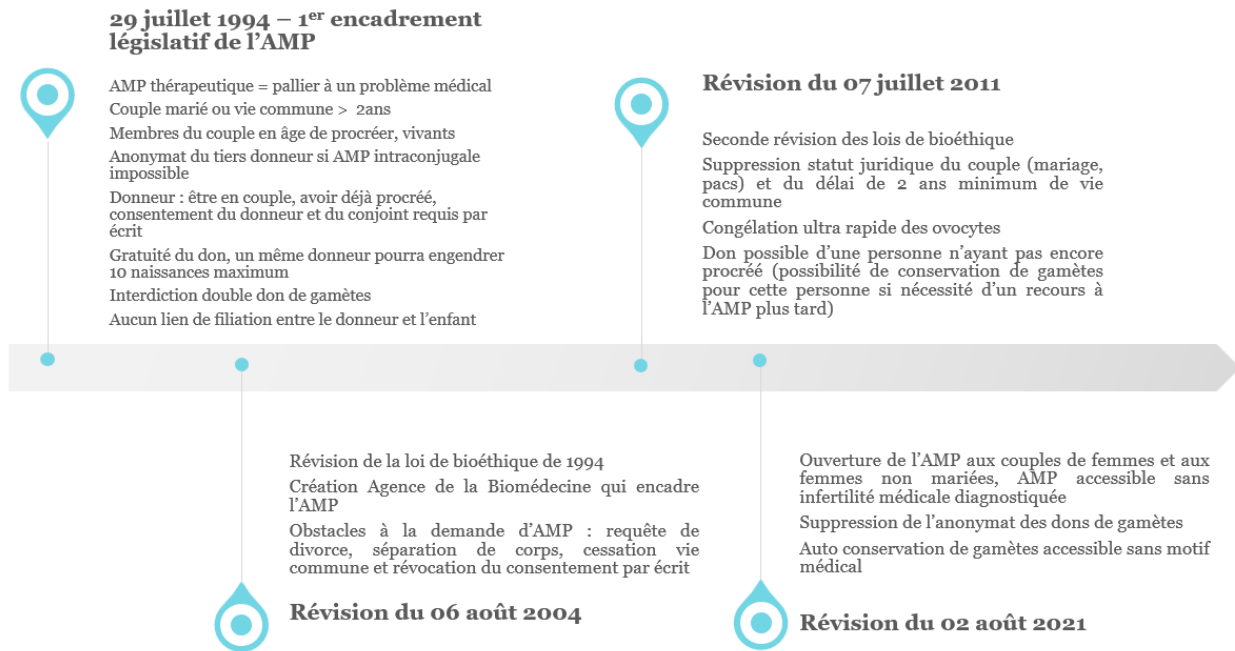 29 juillet 1994 – 1er encadrement
législatif de l'AMP
AMP thérapeutique = pallier à un problème médical
Couple marié ou vie commune > 2ans
Membres du couple en âge de procréer, vivants
Anonymat du tiers donneur si AMP intraconjugale
impossible
Donneur : être en couple, avoir déjà procréé,
consentement du donneur et du conjoint requis par
écrit
Gratuité du don, un même donneur pourra engendrer
10 naissances maximum
Interdiction double don de gamètes
Aucun lien de filiation entre le donneur et l'enfant
Révision de la loi de bioéthique de 1994
Création Agence de la Biomédecine qui encadre
l'AMP
Obstacles à la demande d'AMP : requête de
divorce, séparation de corps, cessation vie
commune et révocation du consentement par écrit
Révision du 06 août 2004
Révision du 07 juillet 2011
Seconde révision des lois de bioéthique
Suppression statut juridique du couple (mariage,
pacs) et du délai de 2 ans minimum de vie
commune
Congélation ultra rapide des ovocytes
Don possible d'une personne n'ayant pas encore
procréé (possibilité de conservation de gamètes
pour cette personne si nécessité d'un recours à
l'AMP plus tard)
Ouverture de l'AMP aux couples de femmes et aux
femmes non mariées, AMP accessible sans
infertilité médicale diagnostiquée
Suppression de l'anonymat des dons de gamètes
Auto conservation de gamètes accessible sans motif
médical
Révision du 02 août 2021